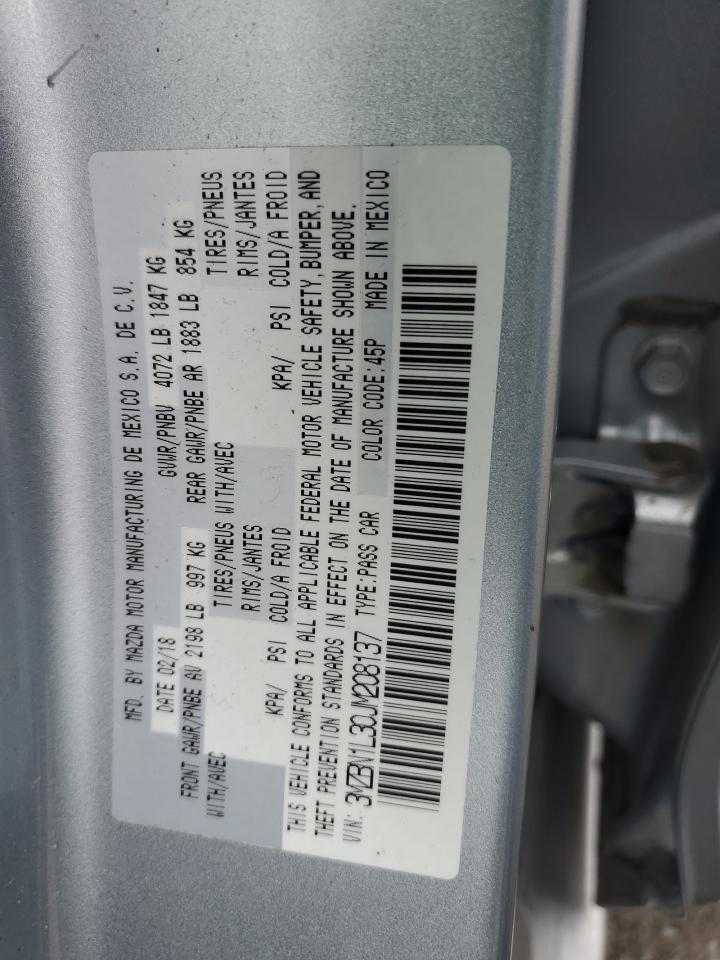 MFD. BY MAZDA MOTOR MANUFACTURING DE MEXICO S.A. DE C.V.
DATE 02/18 GVWR/PNBV 4072 LB 1847 KG
FRONT GAWR/PNBE AV 2198 LB 997 KG REAR GAWR/PNBE AR 1883 LB 854 KG
WITH/AVEC TIRES/PNEUS WITH/AVEC TIRES/PNEUS
RIMS/JANTES RIMS/JANTES
KPA/ PSI COLD/A FROID KPA/ PSI COLD/A FROID
THIS VEHICLE CONFORMS TO ALL APPLICABLE FEDERAL MOTOR VEHICLE SAFETY, BUMPER, AND
THEFT PREVENTION STANDARDS IN EFFECT ON THE DATE OF MANUFACTURE SHOWN ABOVE.
VIN: 3MZBN1L30JM208137 TYPE:PASS CAR COLOR CODE:45P MADE IN MEXICO